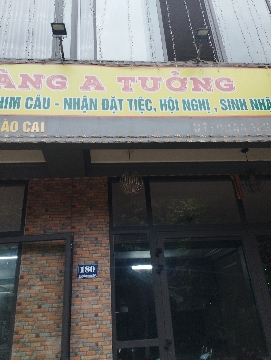 ÀNG A TƯỞNG
HIM CÂU - NHẬN ĐẶT TIỆC, HỘI NGHỊ, SINH NHẬ
ÀO CAI
180